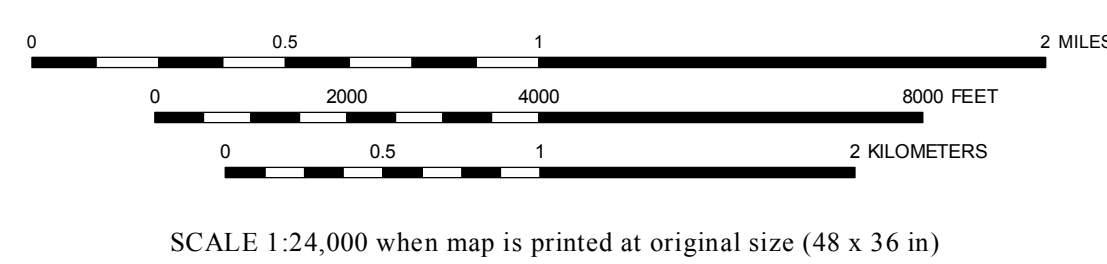 0 0.5 1 2 MILES
0 2000 4000 8000 FEET
0 0.5 1 2 KILOMETERS
SCALE 1:24,000 when map is printed at original size (48 x 36 in)